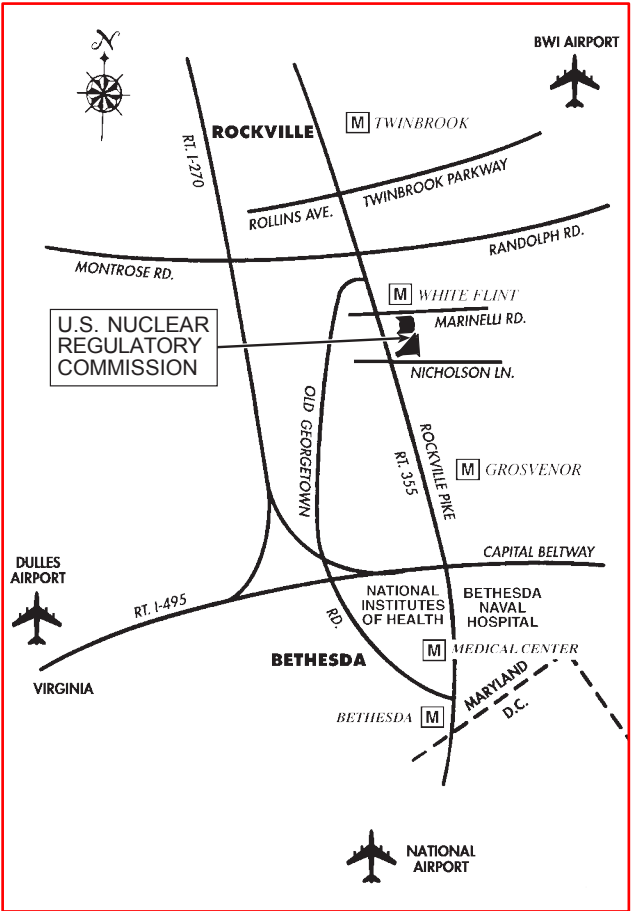 N
BWI AIRPORT
ROCKVILLE
M TWINBROOK
RT. I-270
TWINBROOK PARKWAY
ROLLINS AVE.
RANDOLPH RD.
MONTROSE RD.
M WHITE FLINT
MARINELLI RD.
U.S. NUCLEAR
REGULATORY
COMMISSION
NICHOLSON LN.
OLD GEORGETOWN
ROCKVILLE PIKE
RT. 355
M GROSVENOR
CAPITAL BELTWAY
DULLES
AIRPORT
RT. I-495
NATIONAL
INSTITUTES
OF HEALTH
BETHESDA
NAVAL
HOSPITAL
RD.
BETHESDA
M MEDICAL CENTER
VIRGINIA
MARYLAND
D.C.
BETHESDA M
NATIONAL
AIRPORT